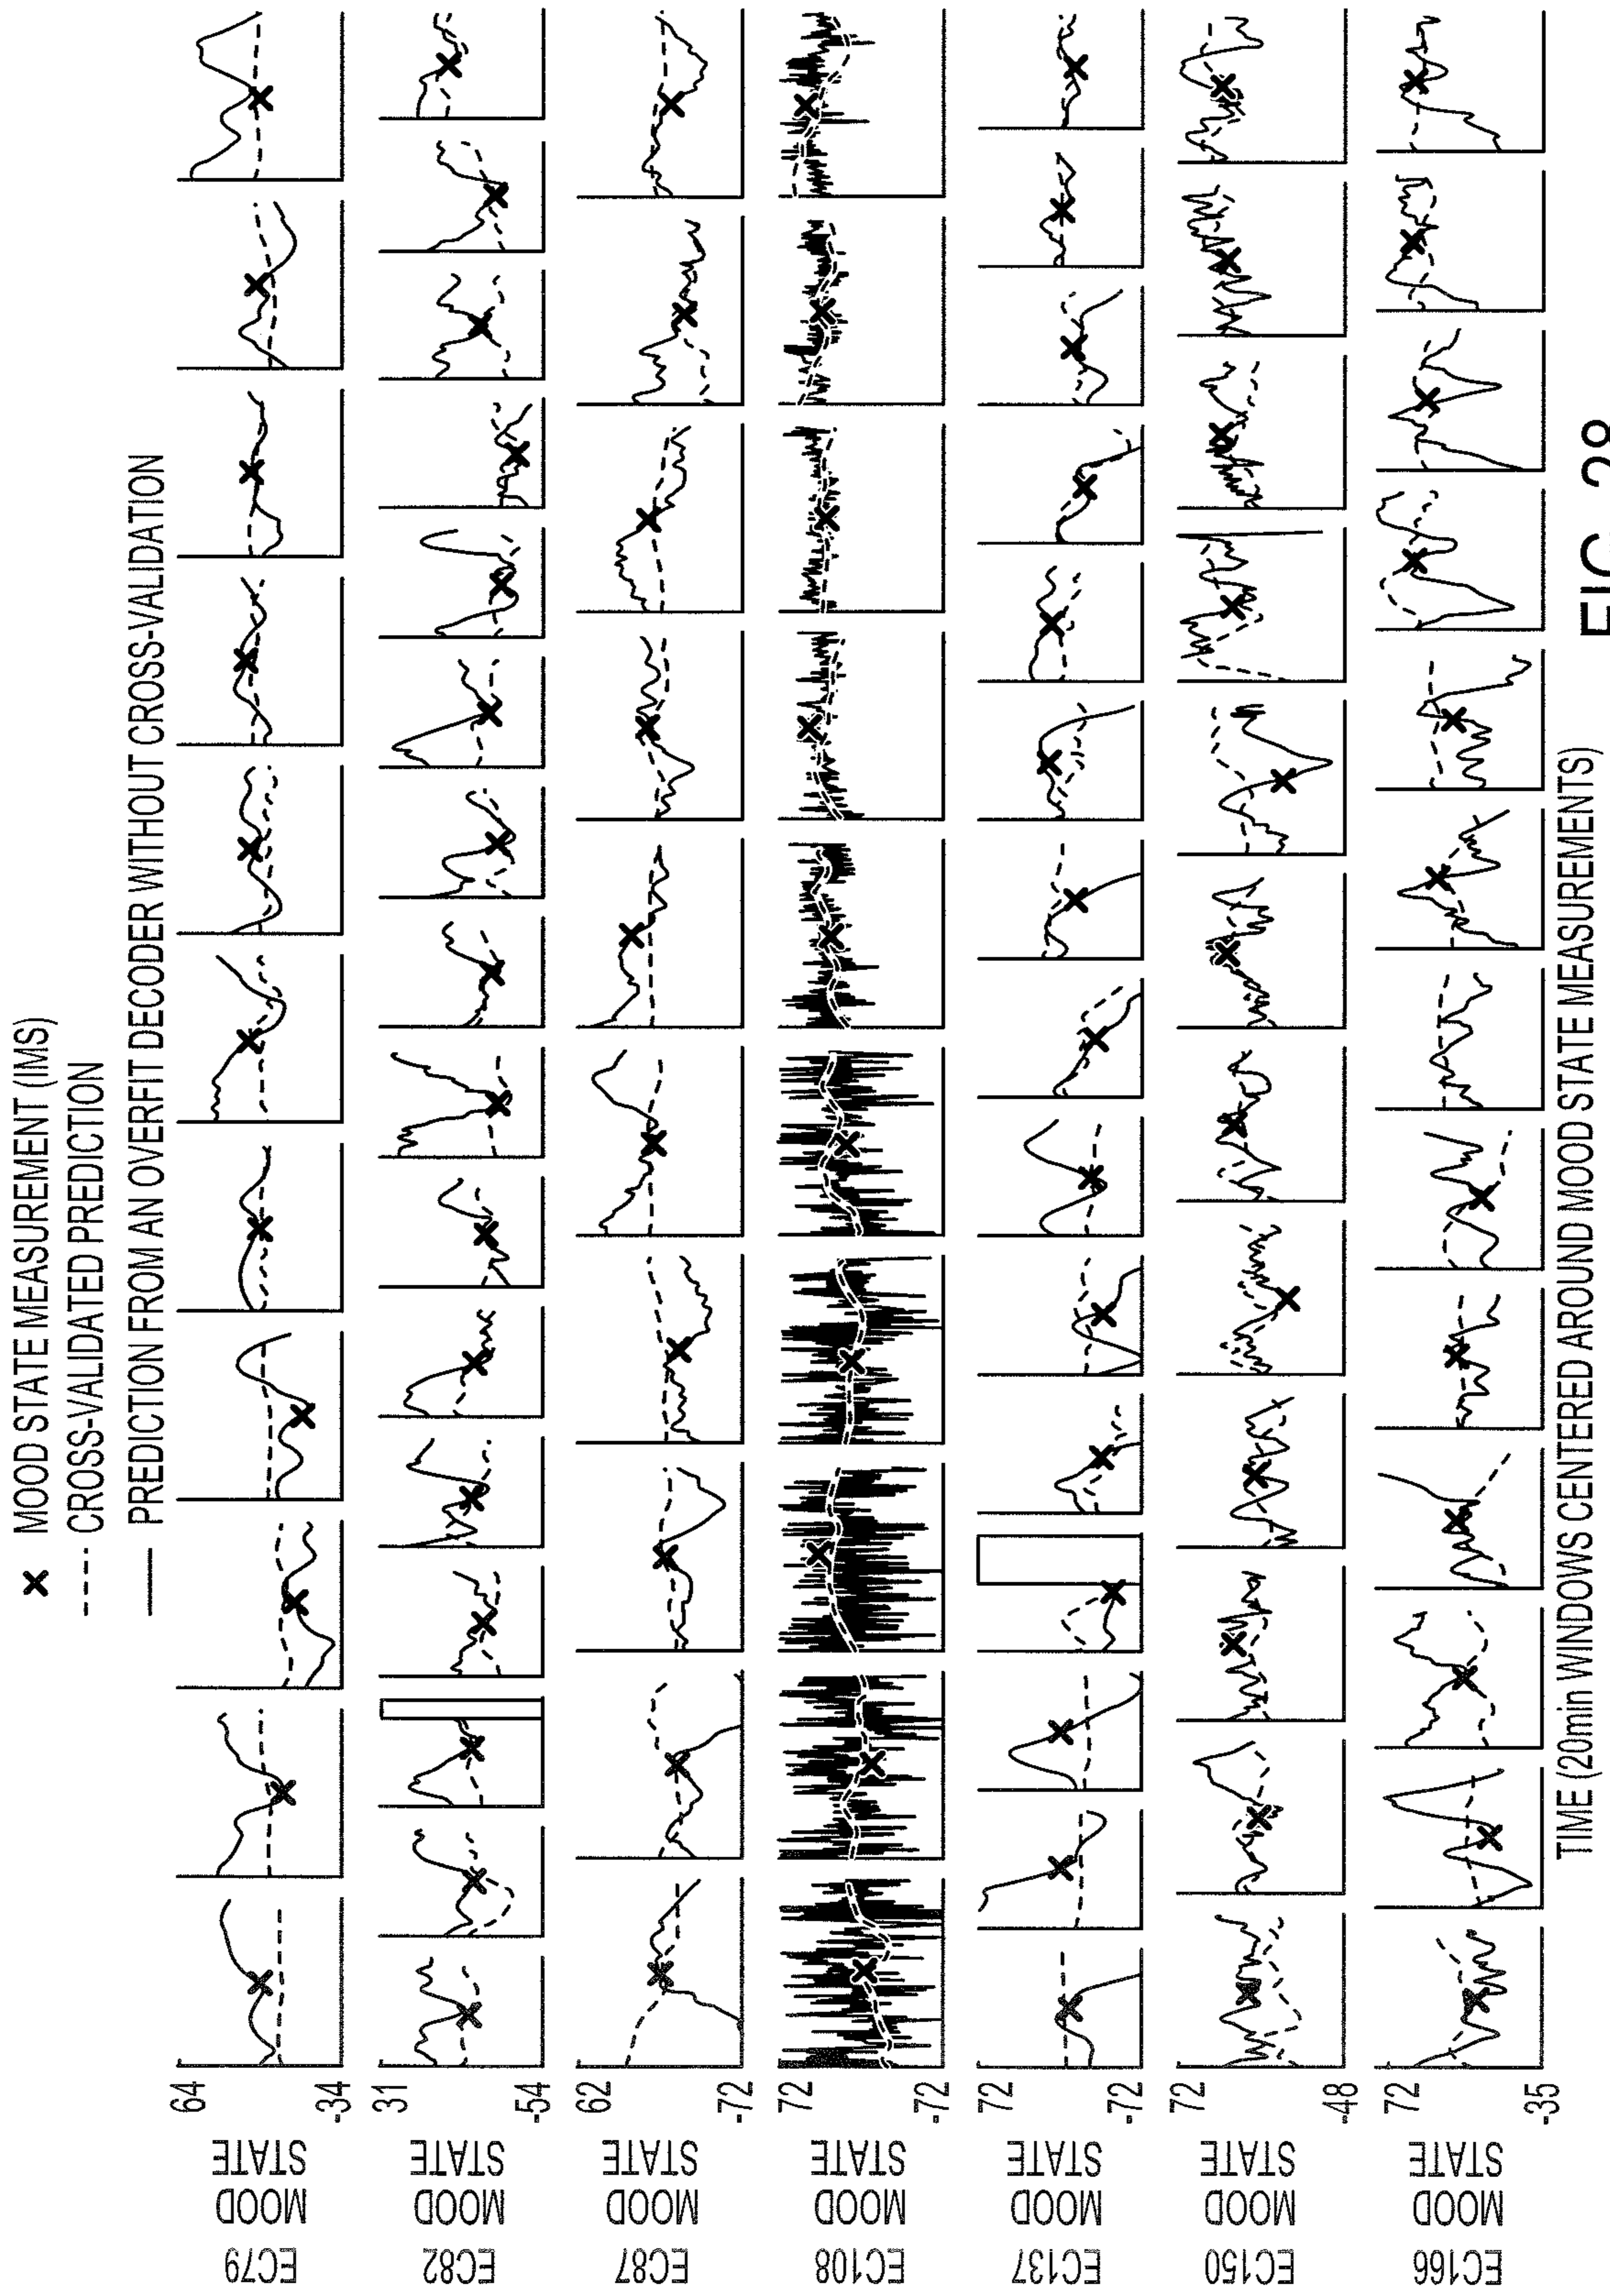 MOOD STATE MEASUREMENT (IMS)
CROSS-VALIDATED PREDICTION
PREDICTION FROM AN OVERFIT DECODER WITHOUT CROSS-VALIDATION
EC79
MOOD
STATE
64
-34
EC82
MOOD
STATE
31
-54
EC87
MOOD
STATE
62
-72
EC108
MOOD
STATE
72
-72
EC137
MOOD
STATE
72
-72
EC150
MOOD
STATE
72
-48
EC166
MOOD
STATE
72
-35
TIME (20min WINDOWS CENTERED AROUND MOOD STATE MEASUREMENTS)
FIG. 28